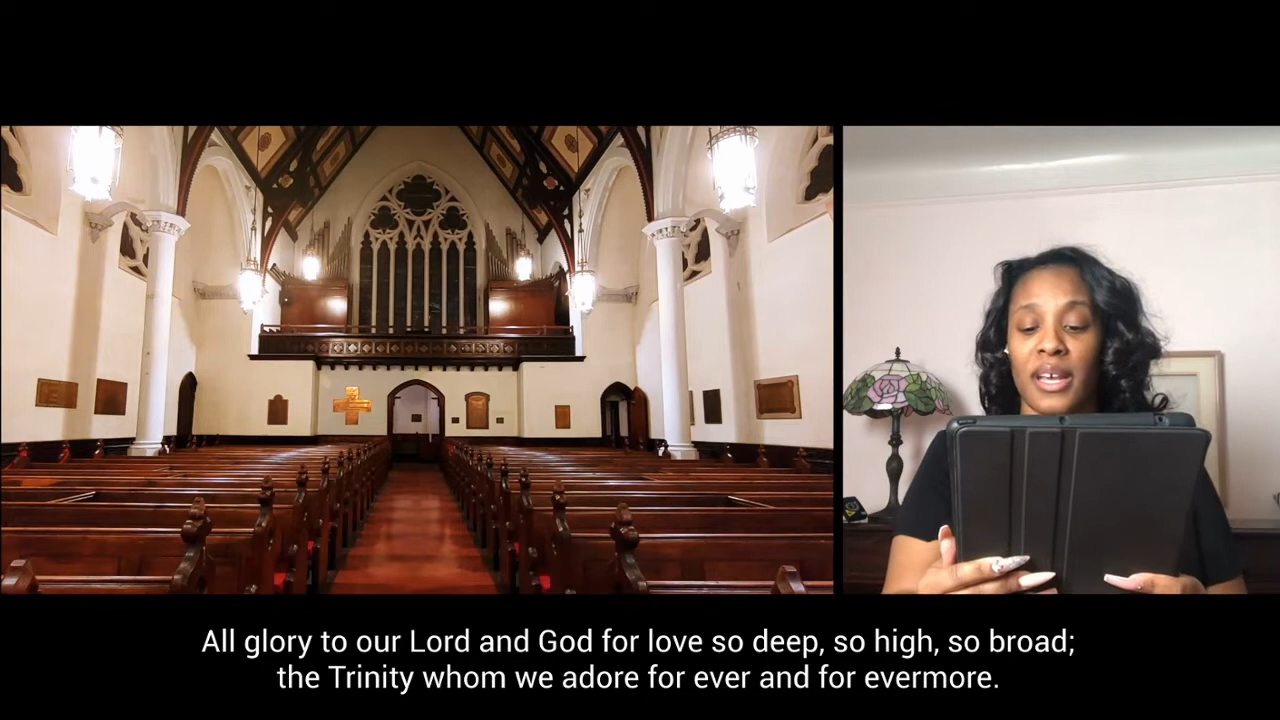 All glory to our Lord and God for love so deep, so high, so broad;
the Trinity whom we adore for ever and for evermore.